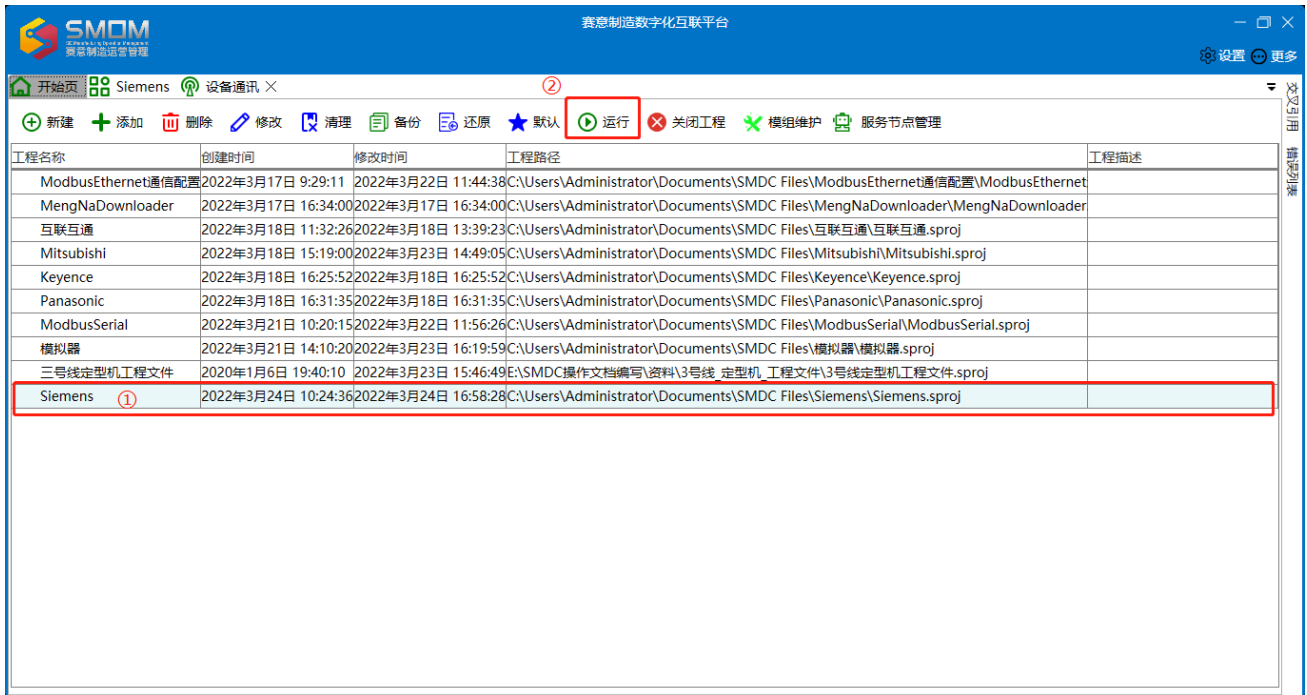 SMOM
赛意制造运营管理
赛意制造数字化互联平台
设置 更多
开始页 Siemens 设备通讯
②
新建 添加 删除 修改 清理 备份 还原 默认 运行 关闭工程 模组维护 服务节点管理
工程名称 创建时间 修改时间 工程路径 工程描述
ModbusEthernet通信配置 2022年3月17日 9:29:11 2022年3月22日 11:44:38 C:\Users\Administrator\Documents\SMDC Files\ModbusEthernet通信配置\ModbusEthernet
MengNaDownloader 2022年3月17日 16:34:00 2022年3月17日 16:34:00 C:\Users\Administrator\Documents\SMDC Files\MengNaDownloader\MengNaDownloader
互联互通 2022年3月18日 11:32:26 2022年3月18日 13:39:23 C:\Users\Administrator\Documents\SMDC Files\互联互通\互联互通.sproj
Mitsubishi 2022年3月18日 15:19:00 2022年3月23日 14:49:05 C:\Users\Administrator\Documents\SMDC Files\Mitsubishi\Mitsubishi.sproj
Keyence 2022年3月18日 16:25:52 2022年3月18日 16:25:52 C:\Users\Administrator\Documents\SMDC Files\Keyence\Keyence.sproj
Panasonic 2022年3月18日 16:31:35 2022年3月18日 16:31:35 C:\Users\Administrator\Documents\SMDC Files\Panasonic\Panasonic.sproj
ModbusSerial 2022年3月21日 10:20:15 2022年3月22日 11:56:26 C:\Users\Administrator\Documents\SMDC Files\ModbusSerial\ModbusSerial.sproj
模拟器 2022年3月21日 14:10:20 2022年3月23日 16:19:59 C:\Users\Administrator\Documents\SMDC Files\模拟器\模拟器.sproj
三号线定型机工程文件 2020年1月6日 19:40:10 2022年3月23日 15:46:49 E:\SMDC操作文档编写\资料\3号线_定型机_工程文件\3号线定型机工程文件.sproj
Siemens ① 2022年3月24日 10:24:36 2022年3月24日 16:58:28 C:\Users\Administrator\Documents\SMDC Files\Siemens\Siemens.sproj
交叉引用
错误列表